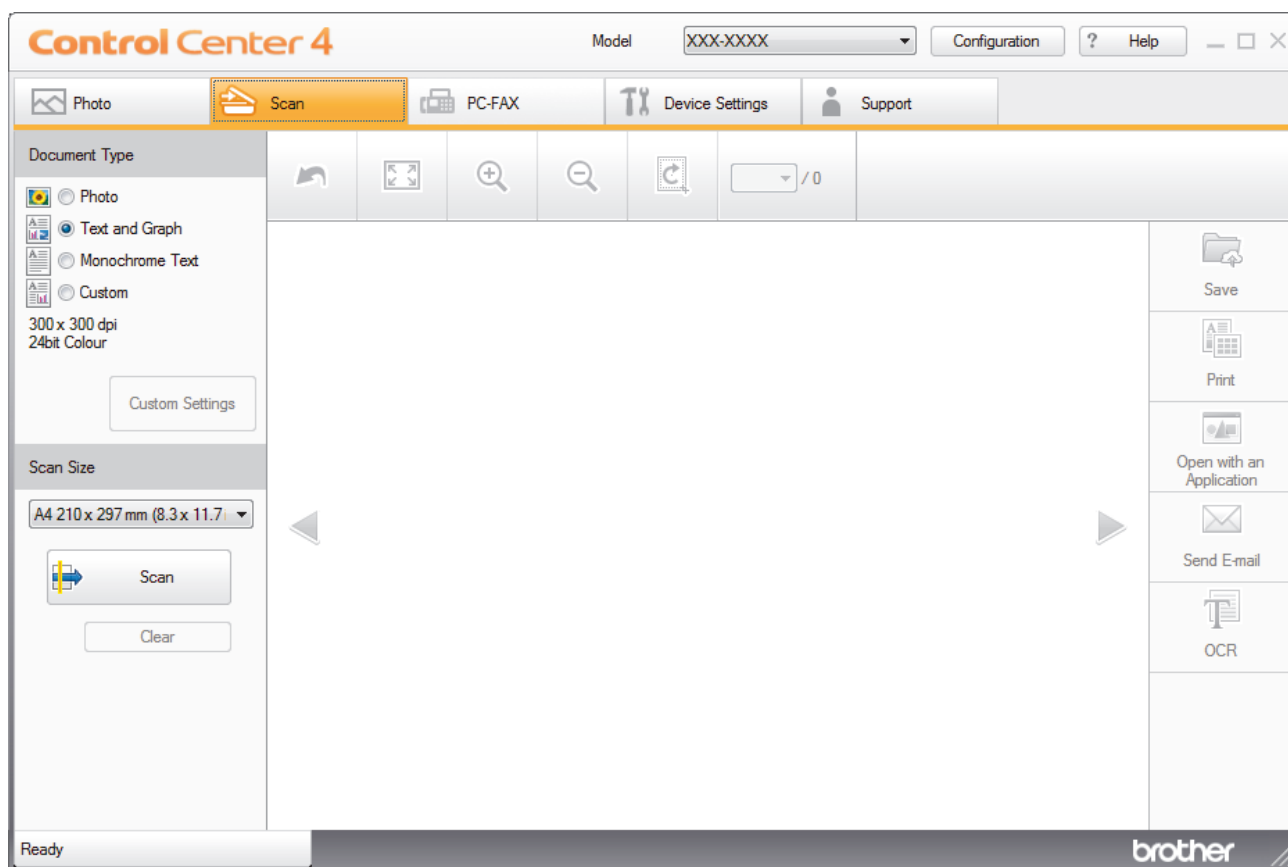 Control Center 4
Model XXX-XXXX Configuration ? Help
Photo Scan PC-FAX Device Settings Support
Document Type
Photo
Text and Graph
Monochrome Text
Custom
300 x 300 dpi
24bit Colour
Custom Settings
Scan Size
A4 210 x 297 mm (8.3 x 11.7
Scan
Clear
/ 0
Save
Print
Open with an
Application
Send E-mail
OCR
Ready
brother